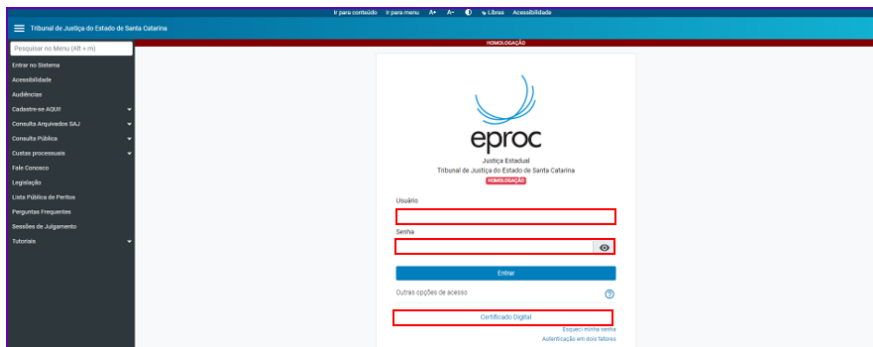 Ir para conteúdo Ir para menu A+ A- Libras Acessibilidade
Tribunal de Justiça do Estado de Santa Catarina
HOMOLOGAÇÃO
Pesquisar no Menu (Alt + m)
Entrar no Sistema
Acessibilidade
Audiências
Cadastre-se AQUI!
Consulta Arquivados SAJ
Consulta Pública
Custas processuais
Fale Conosco
Legislação
Lista Pública de Peritos
Perguntas Frequentes
Sessões de Julgamento
Tutoriais
eproc
Justiça Estadual
Tribunal de Justiça do Estado de Santa Catarina
HOMOLOGAÇÃO
Usuário
Senha
Entrar
Outras opções de acesso
?
Certificado Digital
Esqueci minha senha
Autenticação em dois fatores